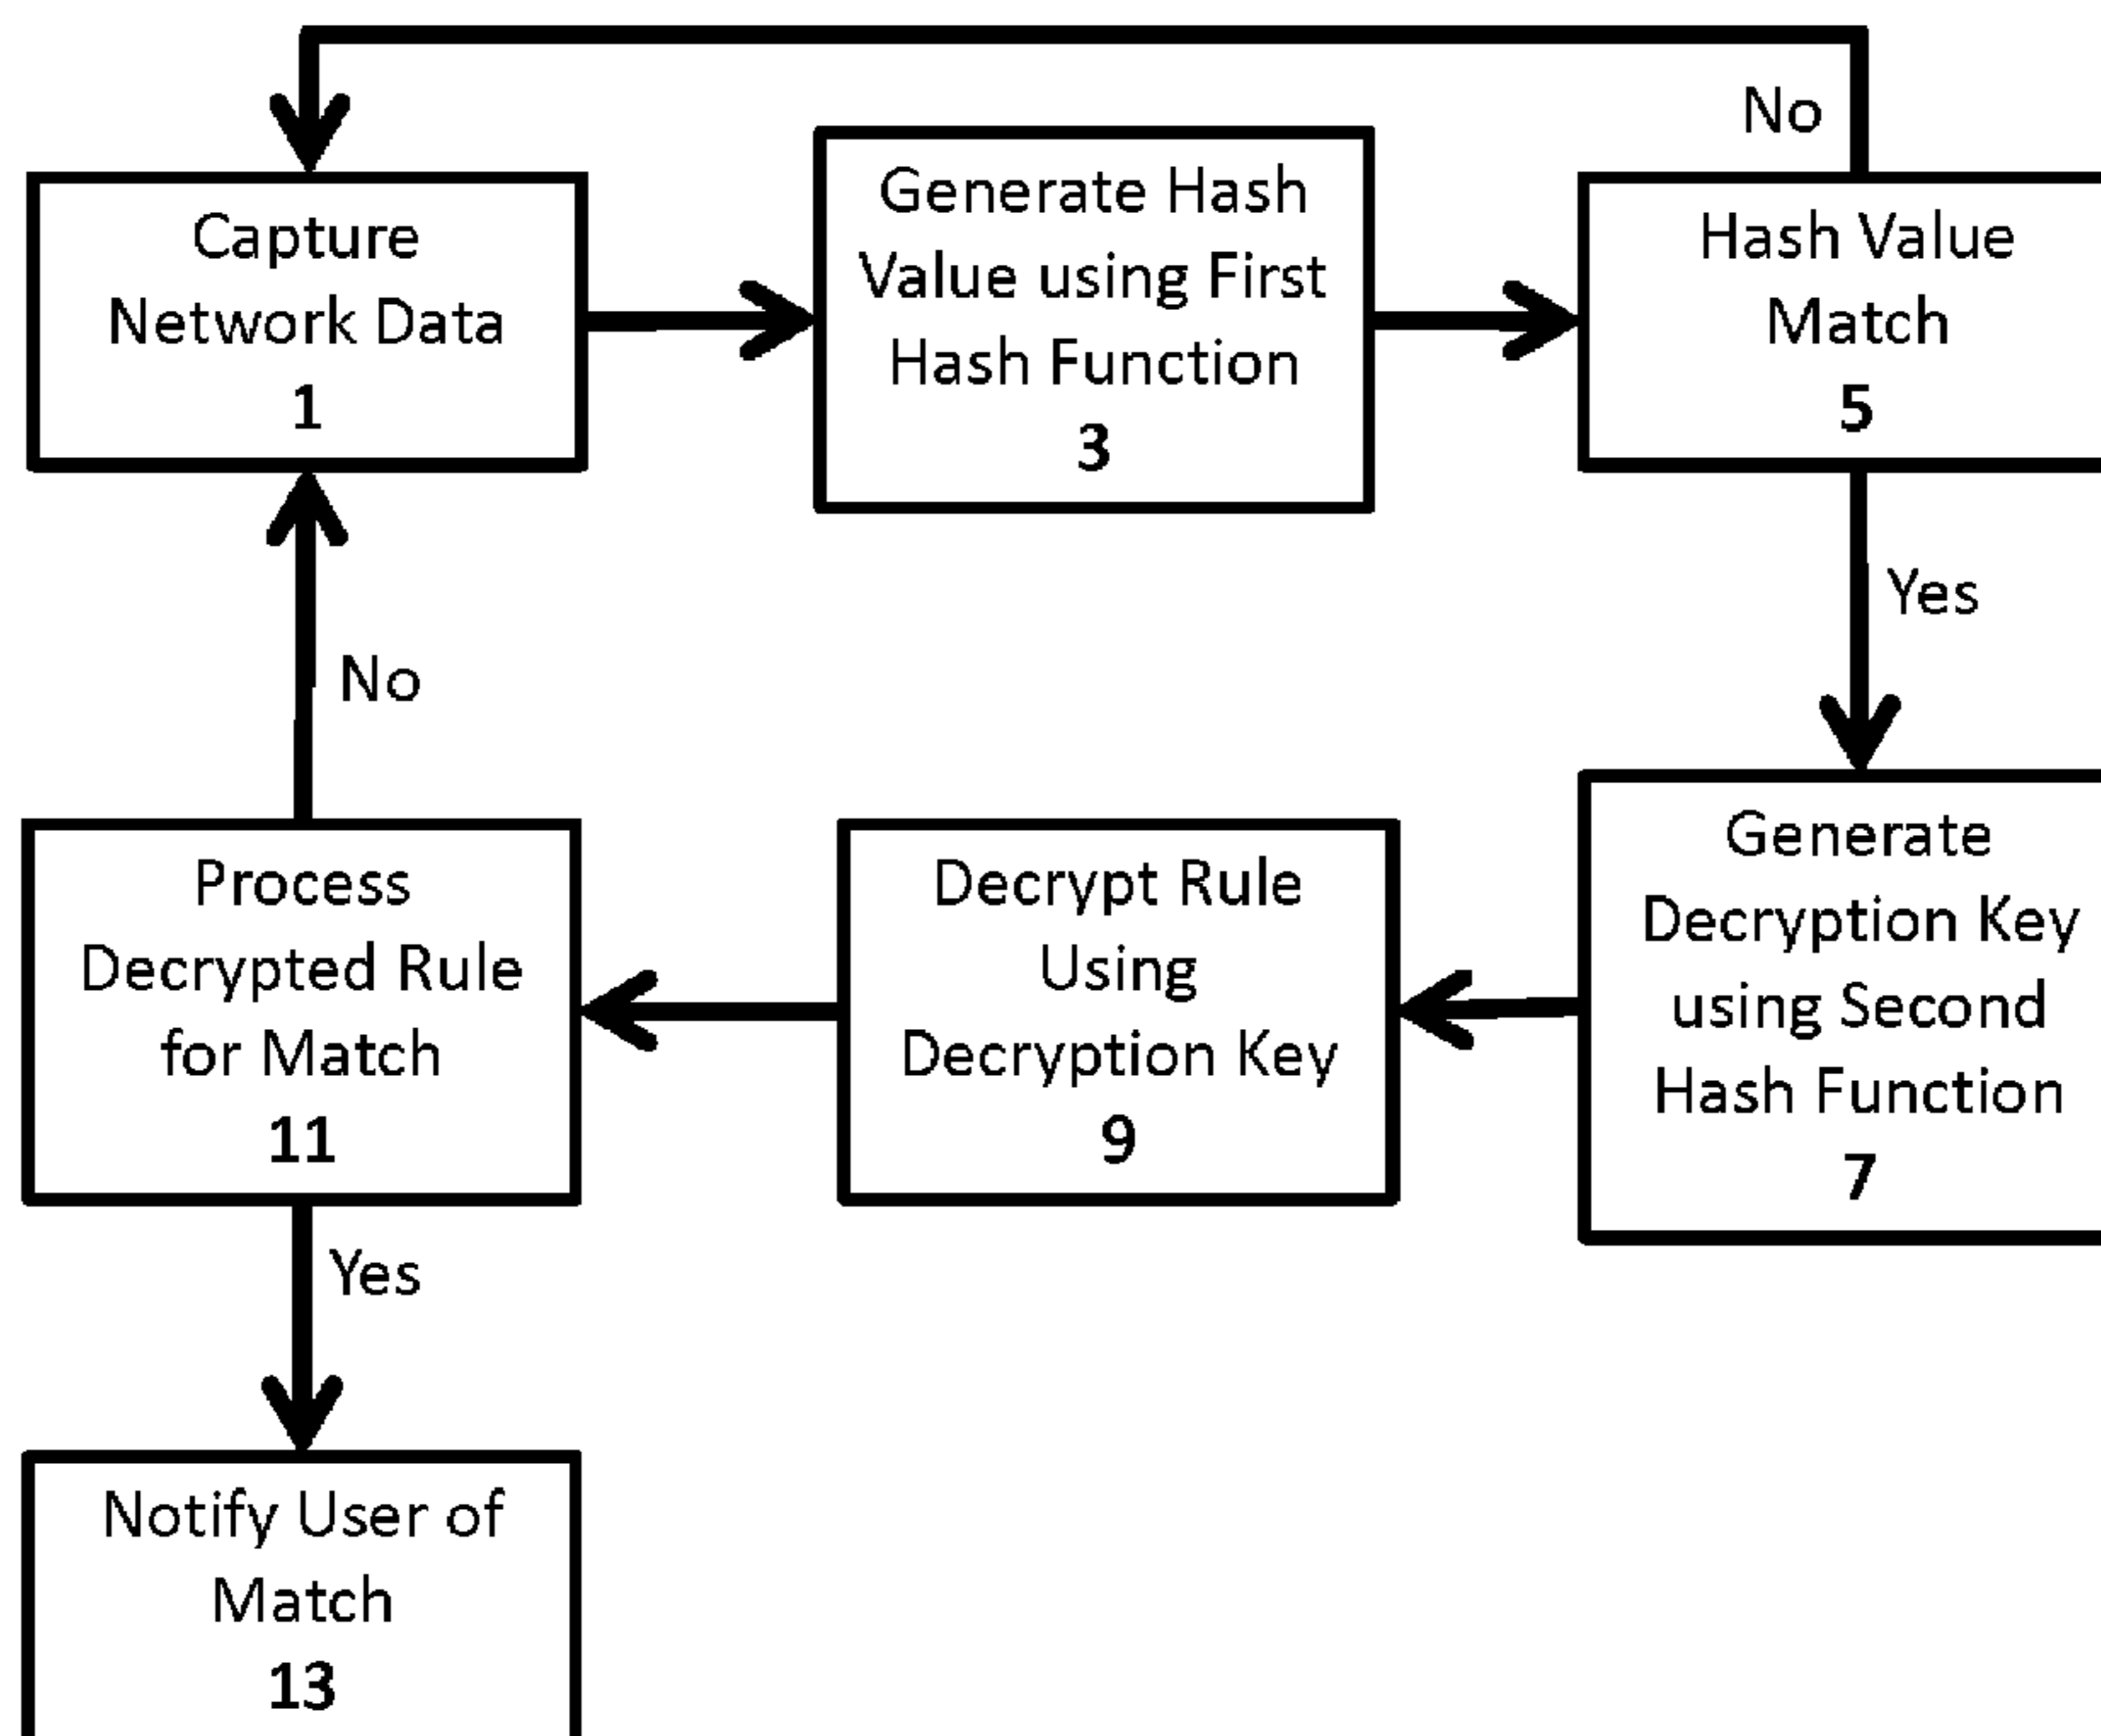 No
Capture
Network Data
1
Generate Hash
Value using First
Hash Function
3
Hash Value
Match
5
Yes
No
Generate
Decryption Key
using Second
Hash Function
7
Decrypt Rule
Using
Decryption Key
9
Process
Decrypted Rule
for Match
11
Yes
Notify User of
Match
13